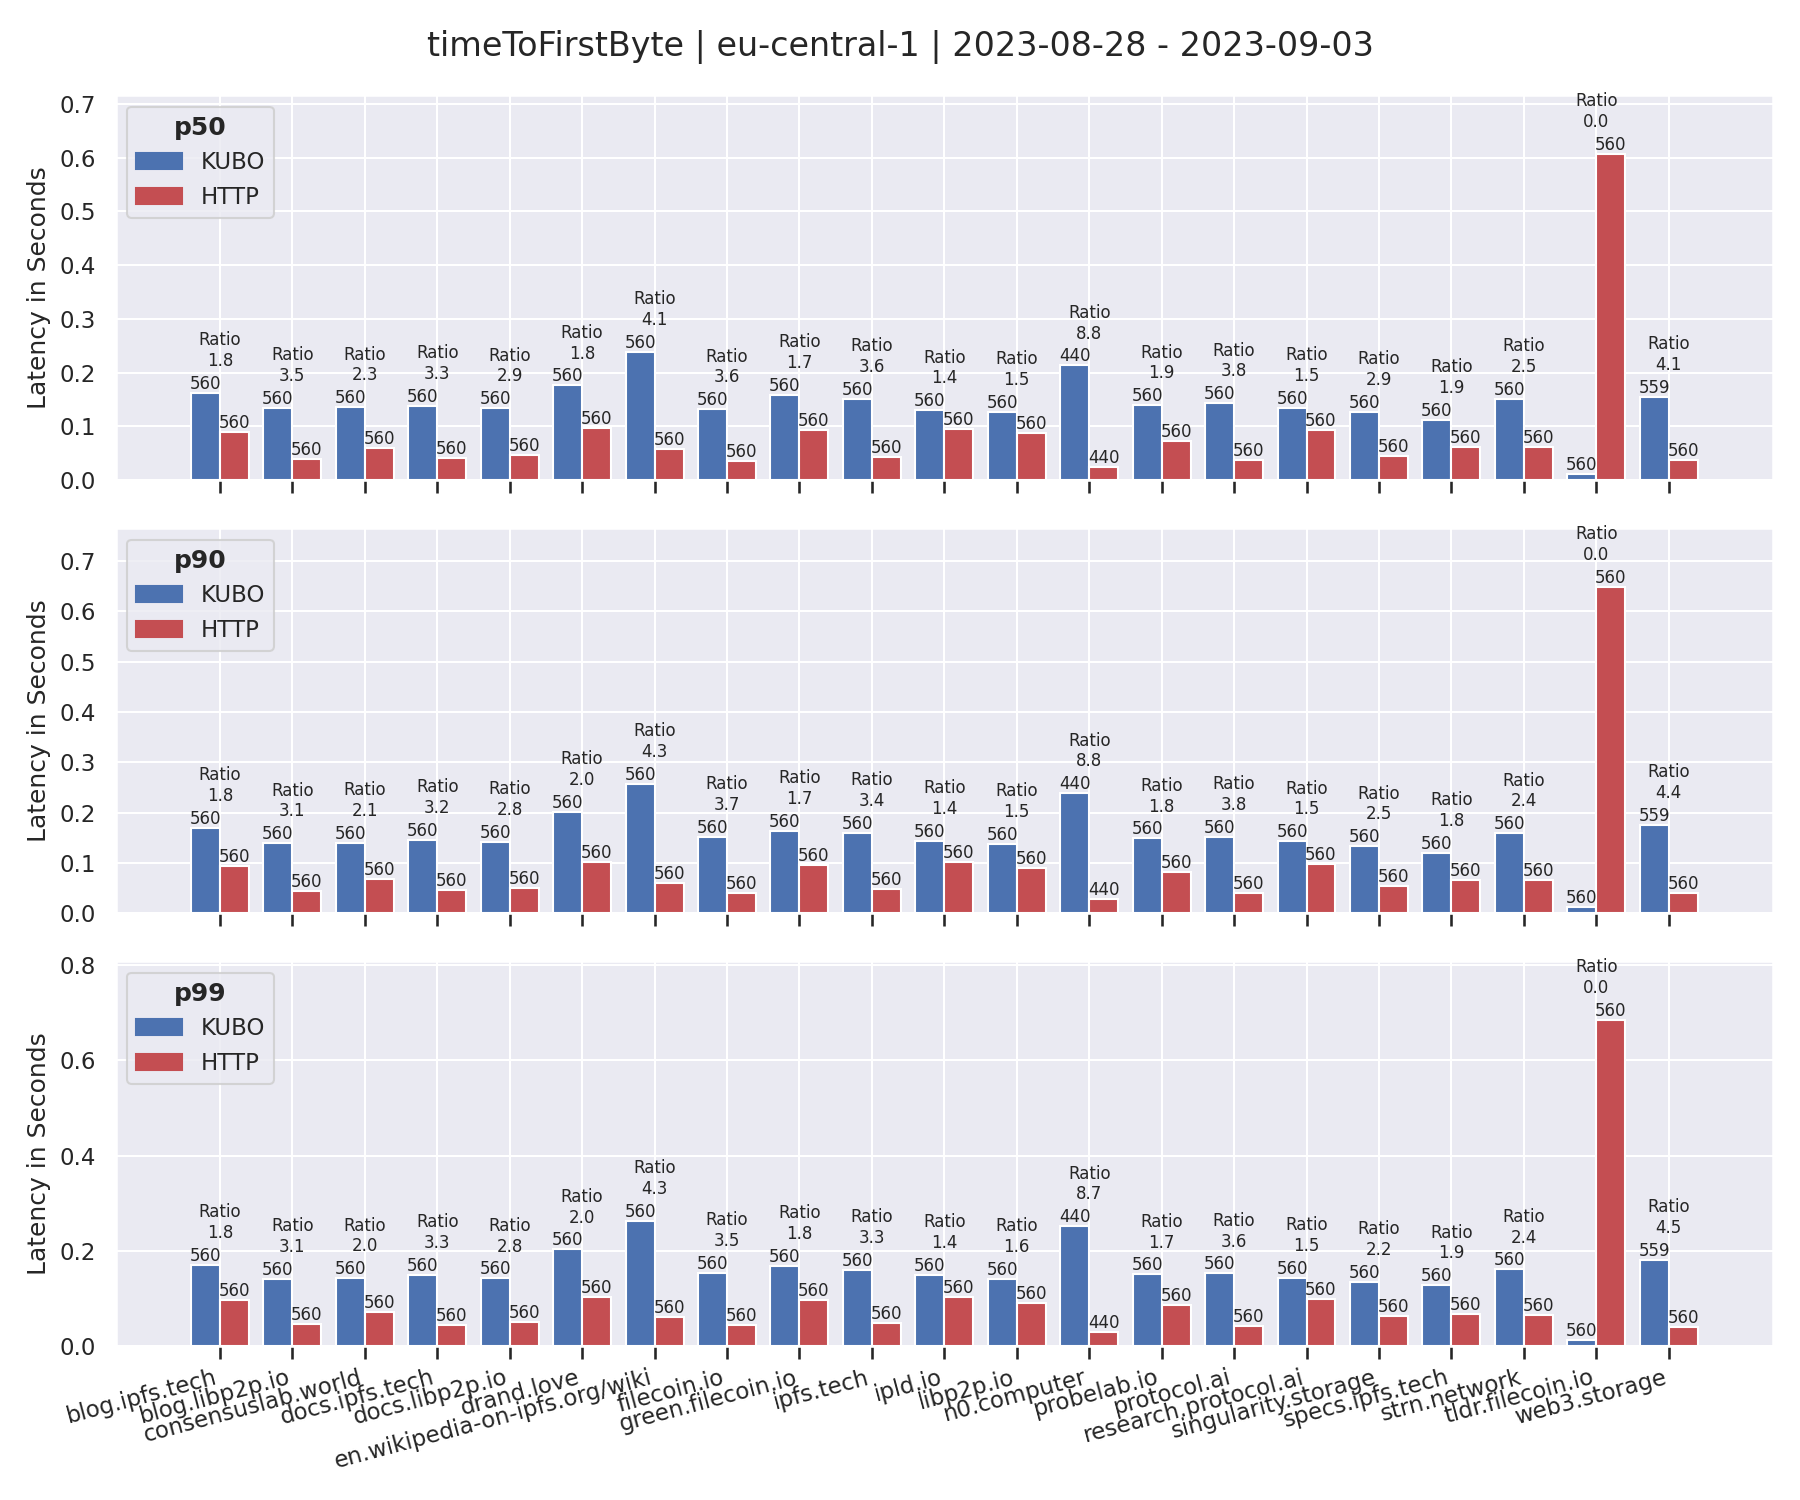 timeToFirstByte | eu-central-1 | 2023-08-28 - 2023-09-03
Latency in Seconds
0.7
0.6
0.5
0.4
0.3
0.2
0.1
0.0
p50
KUBO
HTTP
Ratio
1.8
560
560
Ratio
3.5
560
560
Ratio
2.3
560
560
Ratio
3.3
560
560
Ratio
2.9
560
560
Ratio
1.8
560
560
Ratio
4.1
560
560
Ratio
3.6
560
560
Ratio
1.7
560
560
Ratio
3.6
560
560
Ratio
1.4
560
560
Ratio
1.5
560
560
Ratio
8.8
440
440
Ratio
1.9
560
560
Ratio
3.8
560
560
Ratio
1.5
560
560
Ratio
2.9
560
560
Ratio
1.9
560
560
Ratio
2.5
560
560
Ratio
0.0
560
560
Ratio
4.1
559
560
Latency in Seconds
0.7
0.6
0.5
0.4
0.3
0.2
0.1
0.0
p90
KUBO
HTTP
Ratio
1.8
560
560
Ratio
3.1
560
560
Ratio
2.1
560
560
Ratio
3.2
560
560
Ratio
2.8
560
560
Ratio
2.0
560
560
Ratio
4.3
560
560
Ratio
3.7
560
560
Ratio
1.7
560
560
Ratio
3.4
560
560
Ratio
1.4
560
560
Ratio
1.5
560
560
Ratio
8.8
440
440
Ratio
1.8
560
560
Ratio
3.8
560
560
Ratio
1.5
560
560
Ratio
2.5
560
560
Ratio
1.8
560
560
Ratio
2.4
560
560
Ratio
0.0
560
560
Ratio
4.4
559
560
Latency in Seconds
0.8
0.6
0.4
0.2
0.0
p99
KUBO
HTTP
Ratio
1.8
560
560
Ratio
3.1
560
560
Ratio
2.0
560
560
Ratio
3.3
560
560
Ratio
2.8
560
560
Ratio
2.0
560
560
Ratio
4.3
560
560
Ratio
3.5
560
560
Ratio
1.8
560
560
Ratio
3.3
560
560
Ratio
1.4
560
560
Ratio
1.6
560
560
Ratio
8.7
440
440
Ratio
1.7
560
560
Ratio
3.6
560
560
Ratio
1.5
560
560
Ratio
2.2
560
560
Ratio
1.9
560
560
Ratio
2.4
560
560
Ratio
0.0
560
560
Ratio
4.5
559
560
blog.ipfs.tech
blog.libp2p.io
consensuslab.world
docs.ipfs.tech
docs.libp2p.io
drand.love
en.wikipedia-on-ipfs.org/wiki
filecoin.io
green.filecoin.io
ipfs.tech
ipld.io
libp2p.io
n0.computer
probelab.io
protocol.ai
research.protocol.ai
singularity.storage
specs.ipfs.tech
strn.network
tldr.filecoin.io
web3.storage